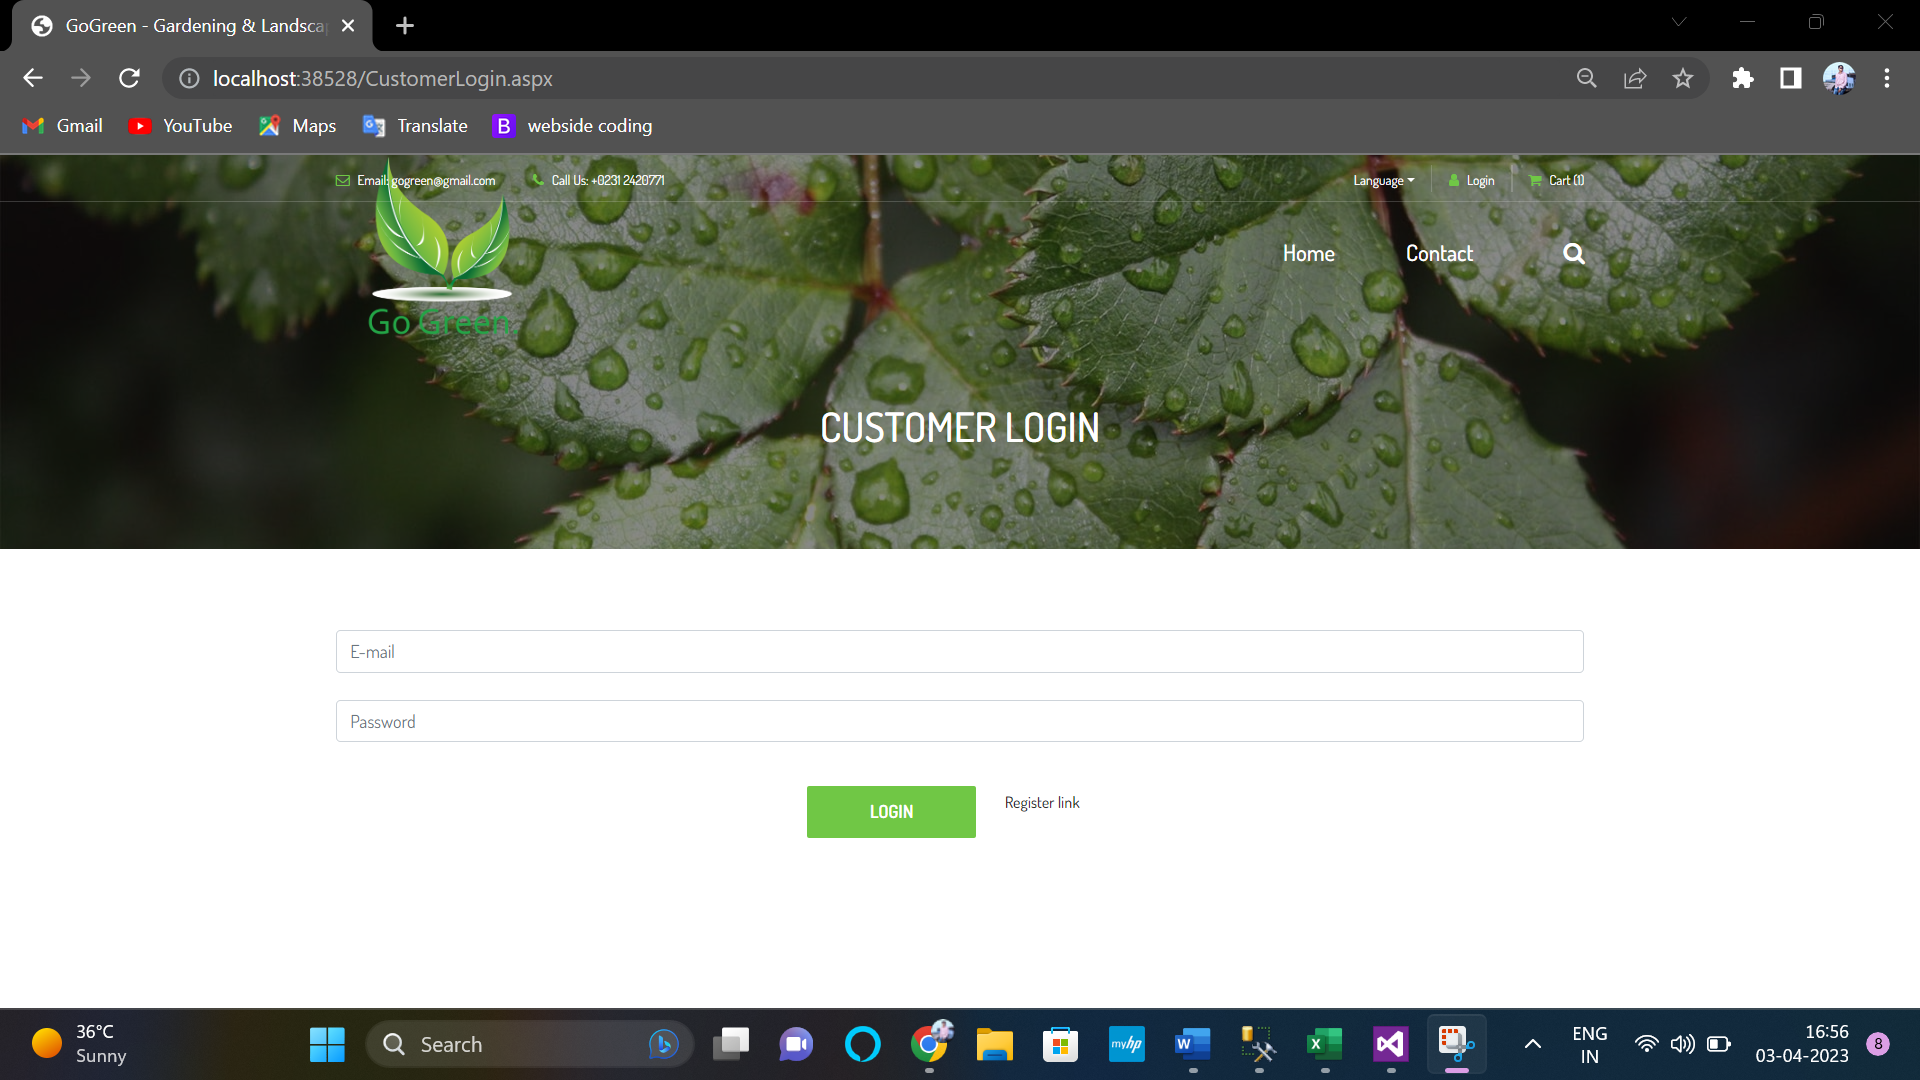 GoGreen - Gardening & Landsca
localhost:38528/CustomerLogin.aspx
Gmail YouTube Maps Translate B webside coding
Email: gogreen@gmail.com Call Us: +0231 2420771 Language Login Cart (1)
Home Contact
Go Green.
CUSTOMER LOGIN
E-mail
Password
LOGIN Register link
36°C
Sunny
Search
myhp
W
X
ENG
IN
16:56
03-04-2023
8